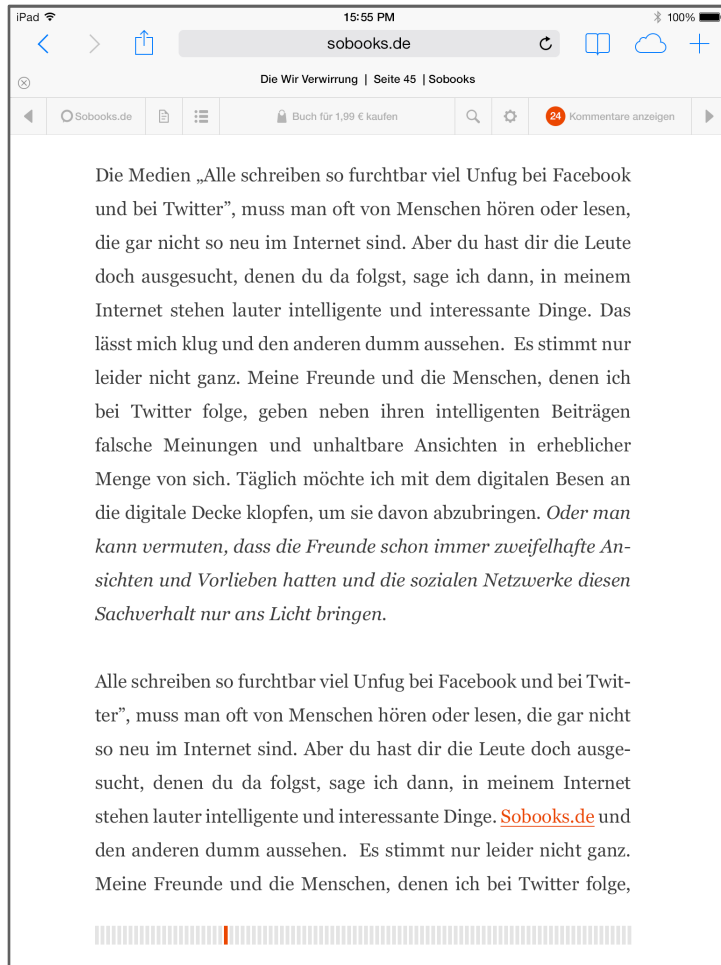 iPad 15:55 PM 100%
sobooks.de
Die Wir Verwirrung | Seite 45 | Sobooks
Sobooks.de Buch für 1,99 € kaufen 24 Kommentare anzeigen
Die Medien „Alle schreiben so furchtbar viel Unfug bei Facebook
und bei Twitter”, muss man oft von Menschen hören oder lesen,
die gar nicht so neu im Internet sind. Aber du hast dir die Leute
doch ausgesucht, denen du da folgst, sage ich dann, in meinem
Internet stehen lauter intelligente und interessante Dinge. Das
lässt mich klug und den anderen dumm aussehen. Es stimmt nur
leider nicht ganz. Meine Freunde und die Menschen, denen ich
bei Twitter folge, geben neben ihren intelligenten Beiträgen
falsche Meinungen und unhaltbare Ansichten in erheblicher
Menge von sich. Täglich möchte ich mit dem digitalen Besen an
die digitale Decke klopfen, um sie davon abzubringen. Oder man
kann vermuten, dass die Freunde schon immer zweifelhafte An-
sichten und Vorlieben hatten und die sozialen Netzwerke diesen
Sachverhalt nur ans Licht bringen.
Alle schreiben so furchtbar viel Unfug bei Facebook und bei Twit-
ter”, muss man oft von Menschen hören oder lesen, die gar nicht
so neu im Internet sind. Aber du hast dir die Leute doch ausge-
sucht, denen du da folgst, sage ich dann, in meinem Internet
stehen lauter intelligente und interessante Dinge. Sobooks.de und
den anderen dumm aussehen. Es stimmt nur leider nicht ganz.
Meine Freunde und die Menschen, denen ich bei Twitter folge,